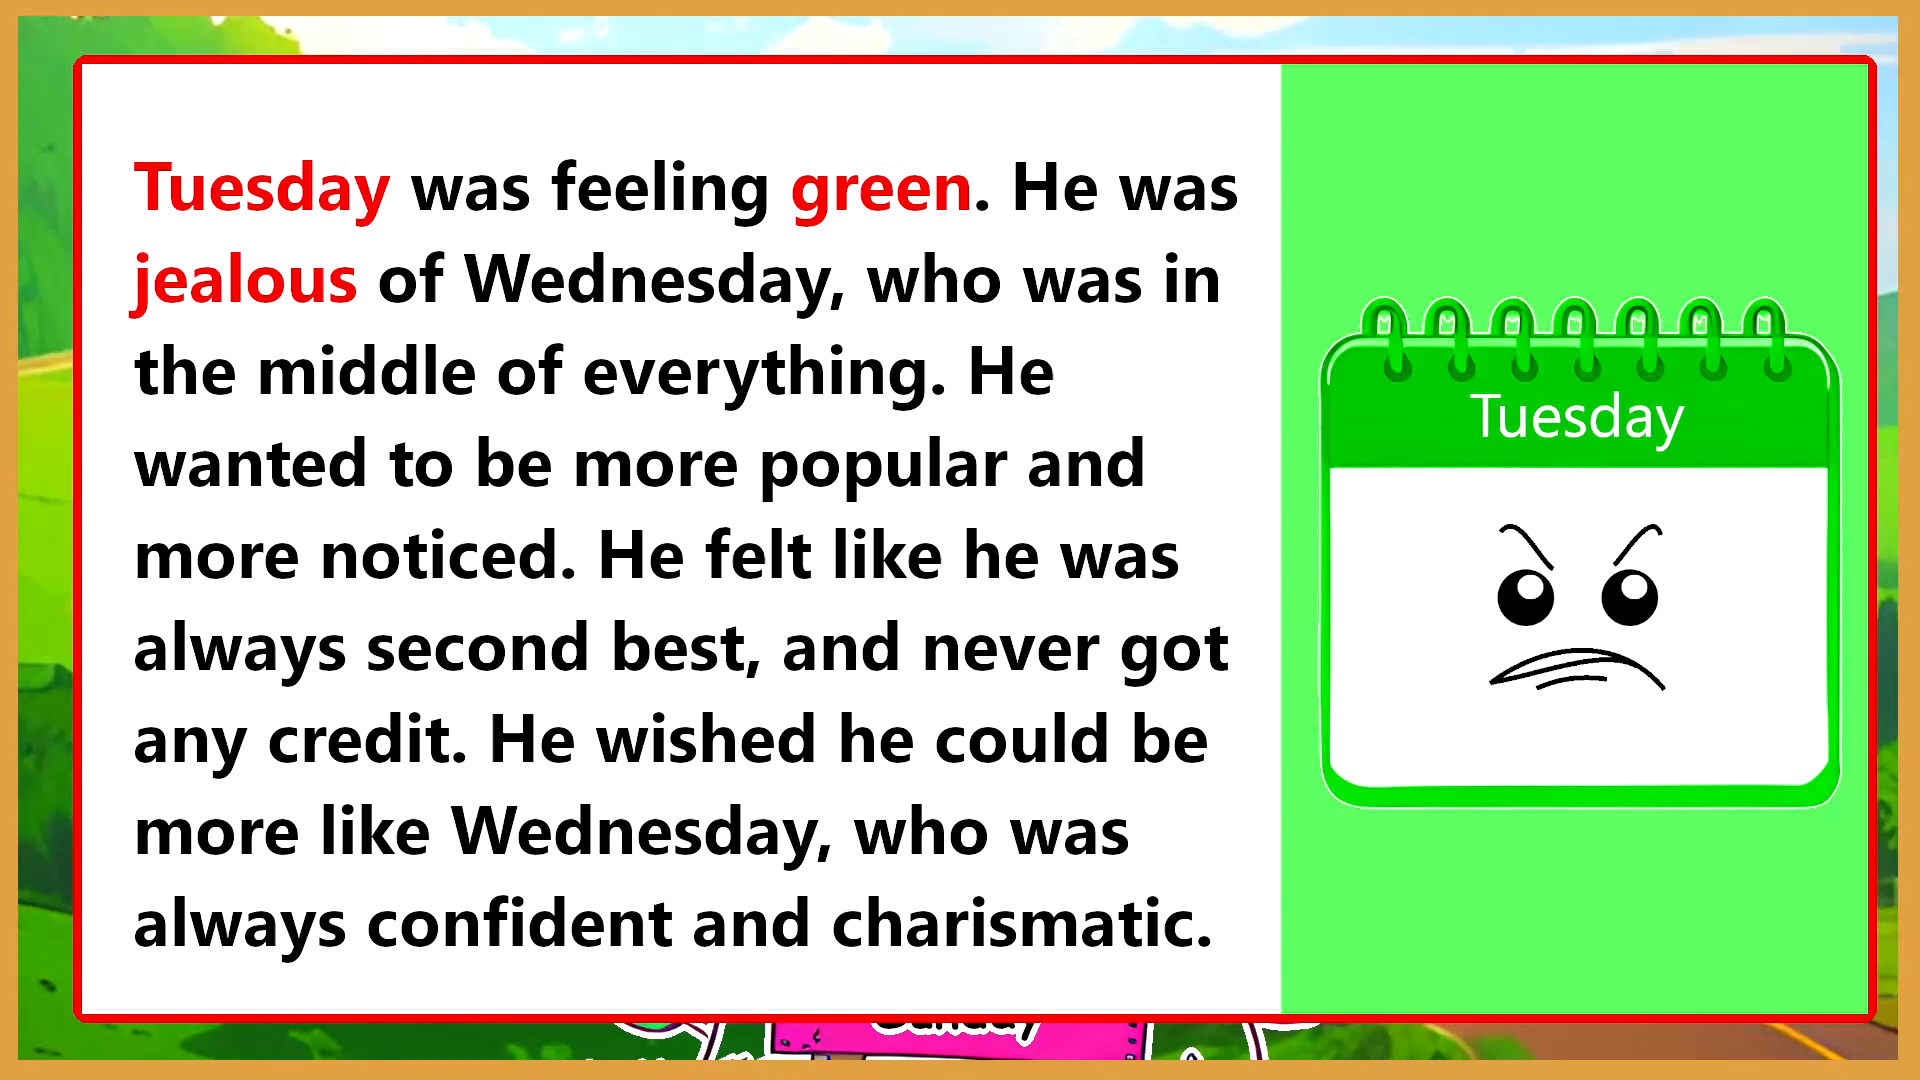 Tuesday was feeling green. He was
jealous of Wednesday, who was in
the middle of everything. He
wanted to be more popular and
more noticed. He felt like he was
always second best, and never got
any credit. He wished he could be
more like Wednesday, who was
always confident and charismatic.
Tuesday
Sunday